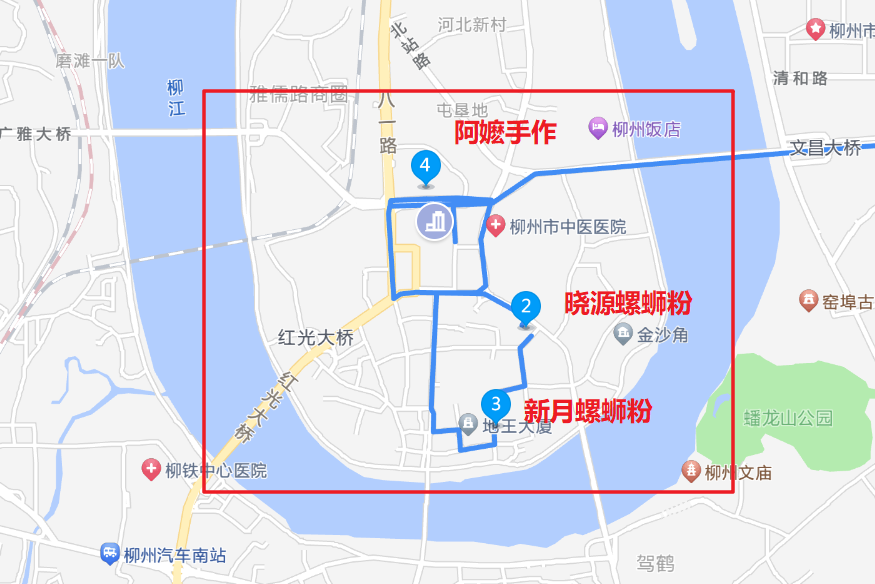 河北新村
北站路
柳州市
磨滩一队
清和路
柳江
雅儒路商圈
八一路
屯垦地
阿嬷手作
柳州饭店
广雅大桥
文昌大桥
4
柳州市中医医院
2
晓源螺蛳粉
窑埠古
红光大桥
金沙角
红光大桥
3
新月螺蛳粉
地王大厦
蟠龙山公园
柳铁中心医院
柳州文庙
柳州汽车南站
驾鹤